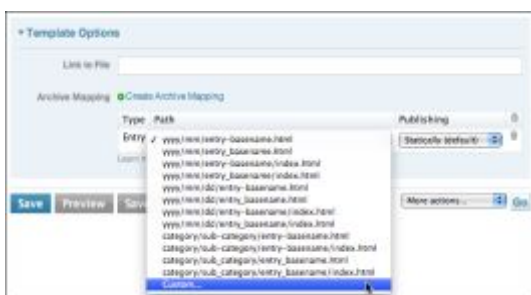 Template Options
Link to File
Archive Mapping Create Archive Mapping
Type Path Publishing
Entry ✓ yyyy/mm/entry-basename.html Statically (default)
yyyy/mm/entry_basename.html
yyyy/mm/entry-basename/index.html
yyyy/mm/entry_basename/index.html
yyyy/mm/dd/entry-basename.html
yyyy/mm/dd/entry_basename.html
yyyy/mm/dd/entry-basename/index.html
yyyy/mm/dd/entry_basename/index.html
category/sub-category/entry-basename.html
category/sub-category/entry-basename/index.html
category/sub_category/entry_basename.html
category/sub_category/entry_basename/index.html
Custom...
Save Preview Save More actions... Go